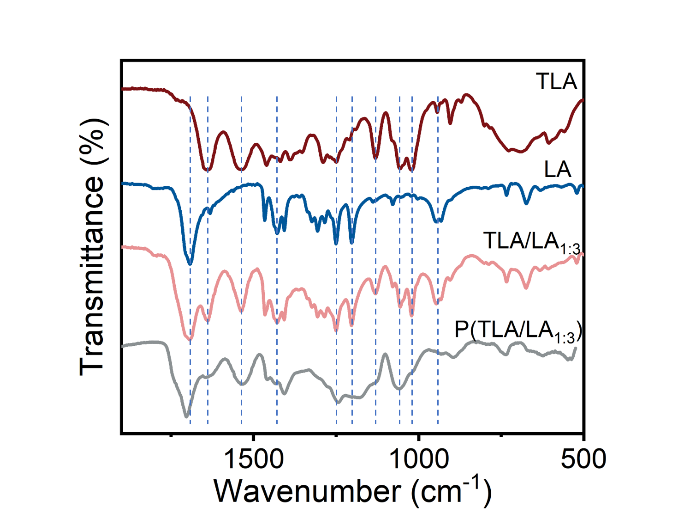 TLA
LA
TLA/LA1:3
P(TLA/LA1:3)
Transmittance (%)
1500 1000 500
Wavenumber (cm-1)